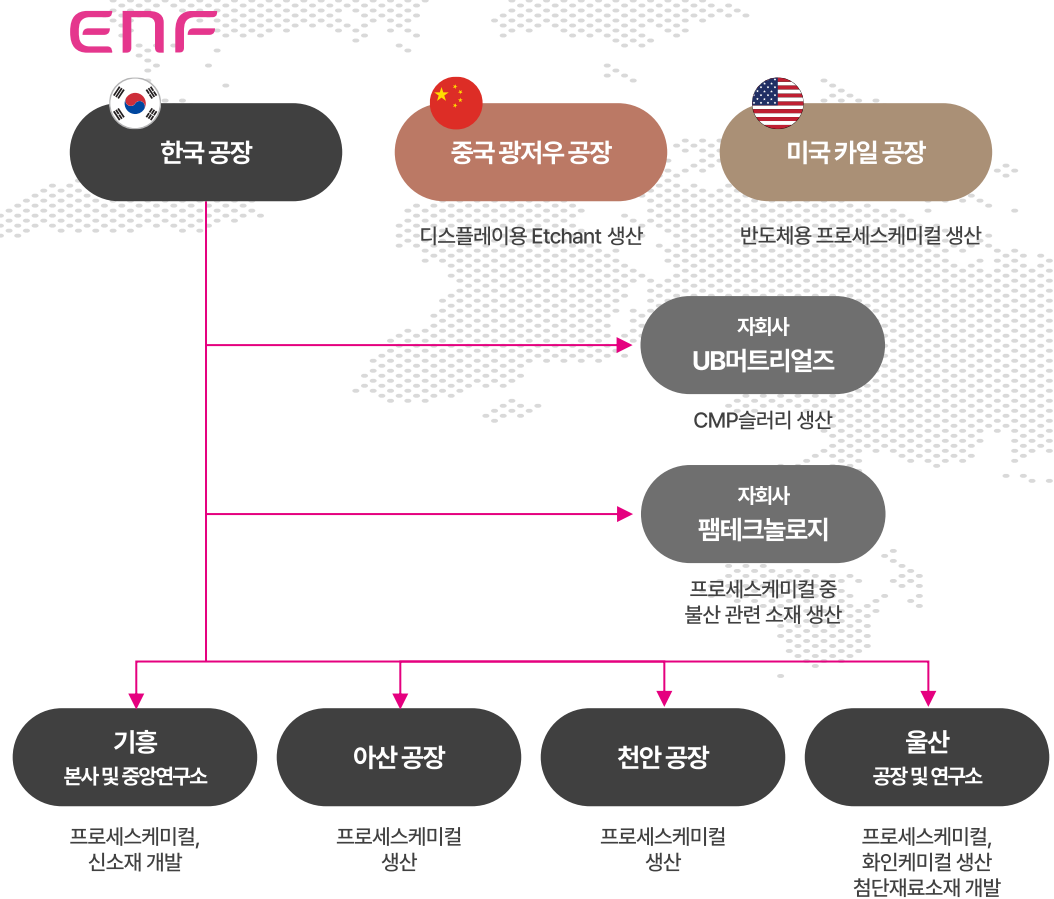 ENF
한국 공장
중국 광저우 공장
미국 카일 공장
디스플레이용 Etchant 생산
반도체용 프로세스케미컬 생산
자회사
UB머트리얼즈
CMP슬러리 생산
자회사
팸테크놀로지
프로세스케미컬 중
불산 관련 소재 생산
기흥
본사 및 중앙연구소
아산 공장
천안 공장
울산
공장 및 연구소
프로세스케미컬,
신소재 개발
프로세스케미컬
생산
프로세스케미컬
생산
프로세스케미컬,
화인케미컬 생산
첨단재료소재 개발